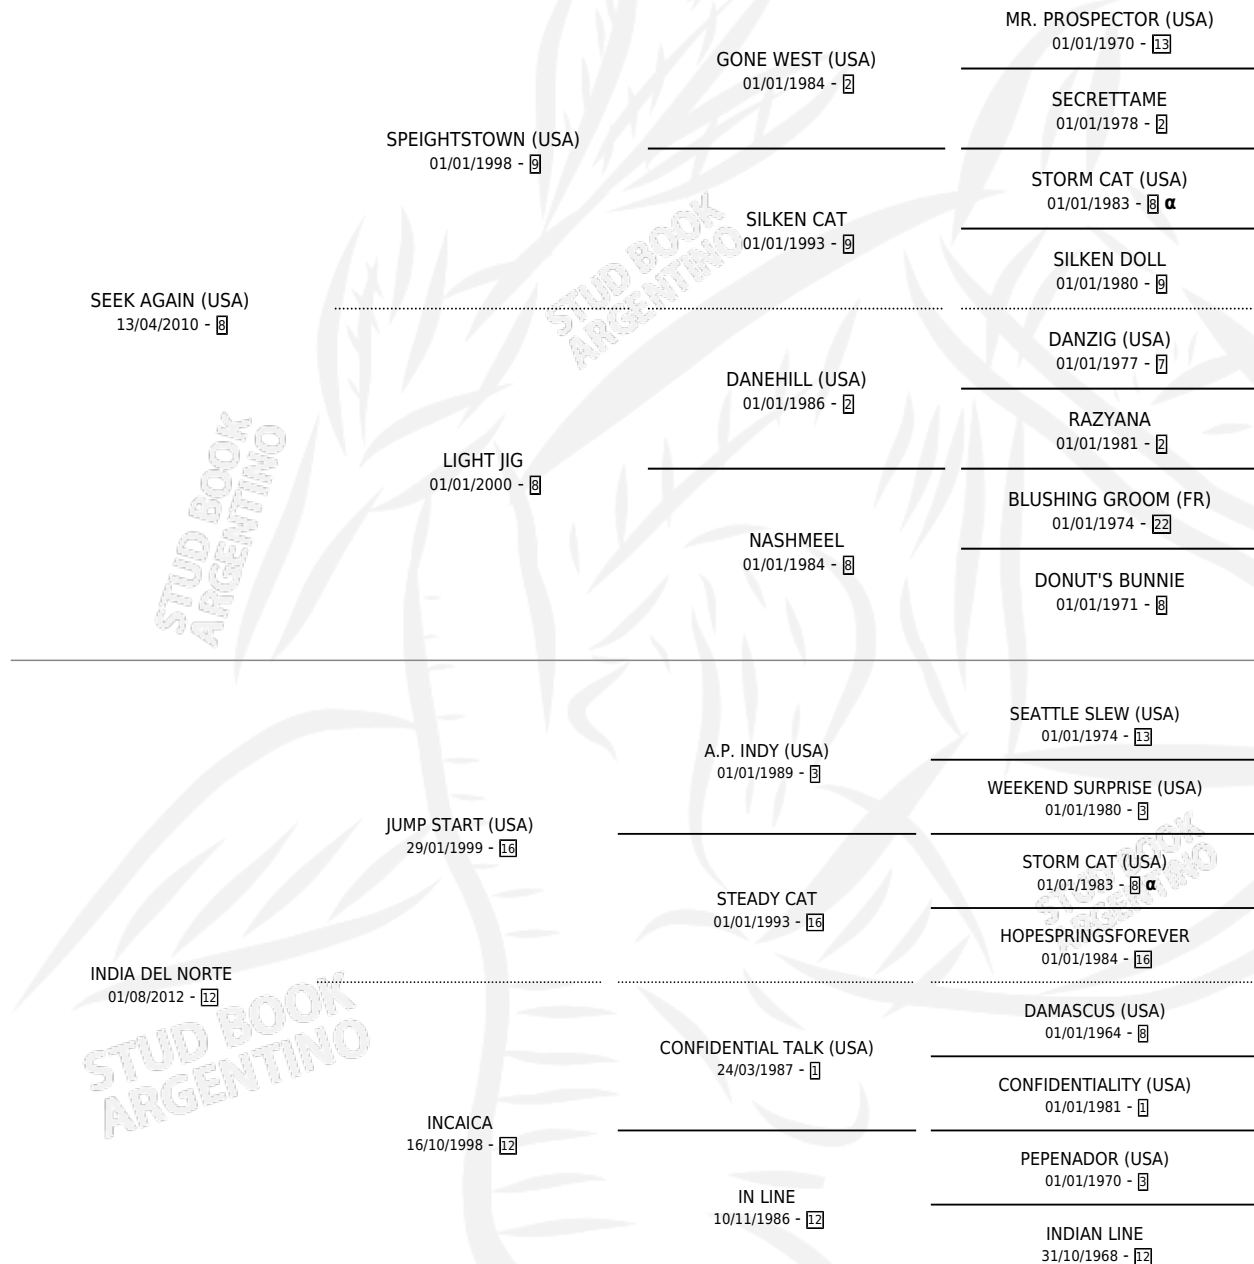 MR. PROSPECTOR (USA)
01/01/1970 - 13
GONE WEST (USA)
01/01/1984 - 2
SECRETTAME
01/01/1978 - 2
SPEIGHTSTOWN (USA)
01/01/1998 - 9
STORM CAT (USA)
01/01/1983 - 8 α
SILKEN CAT
01/01/1993 - 9
SILKEN DOLL
01/01/1980 - 9
STUD BOOK
ARGENTINO
SEEK AGAIN (USA)
13/04/2010 - 8
DANZIG (USA)
01/01/1977 - 7
DANEHILL (USA)
01/01/1986 - 2
RAZYANA
01/01/1981 - 2
LIGHT JIG
01/01/2000 - 8
BLUSHING GROOM (FR)
01/01/1974 - 22
NASHMEEL
01/01/1984 - 8
DONUT'S BUNNIE
01/01/1971 - 8
STUD BOOK
ARGENTINO
SEATTLE SLEW (USA)
01/01/1974 - 13
A.P. INDY (USA)
01/01/1989 - 3
WEEKEND SURPRISE (USA)
01/01/1980 - 3
JUMP START (USA)
29/01/1999 - 16
STORM CAT (USA)
01/01/1983 - 8 α
STUD BOOK
ARGENTINO
STEADY CAT
01/01/1993 - 16
HOPESPRINGSFOREVER
01/01/1984 - 16
INDIA DEL NORTE
01/08/2012 - 12
STUD BOOK
ARGENTINO
DAMASCUS (USA)
01/01/1964 - 8
CONFIDENTIAL TALK (USA)
24/03/1987 - 1
CONFIDENTIALITY (USA)
01/01/1981 - 1
INCAICA
16/10/1998 - 12
PEPENADOR (USA)
01/01/1970 - 3
IN LINE
10/11/1986 - 12
INDIAN LINE
31/10/1968 - 12